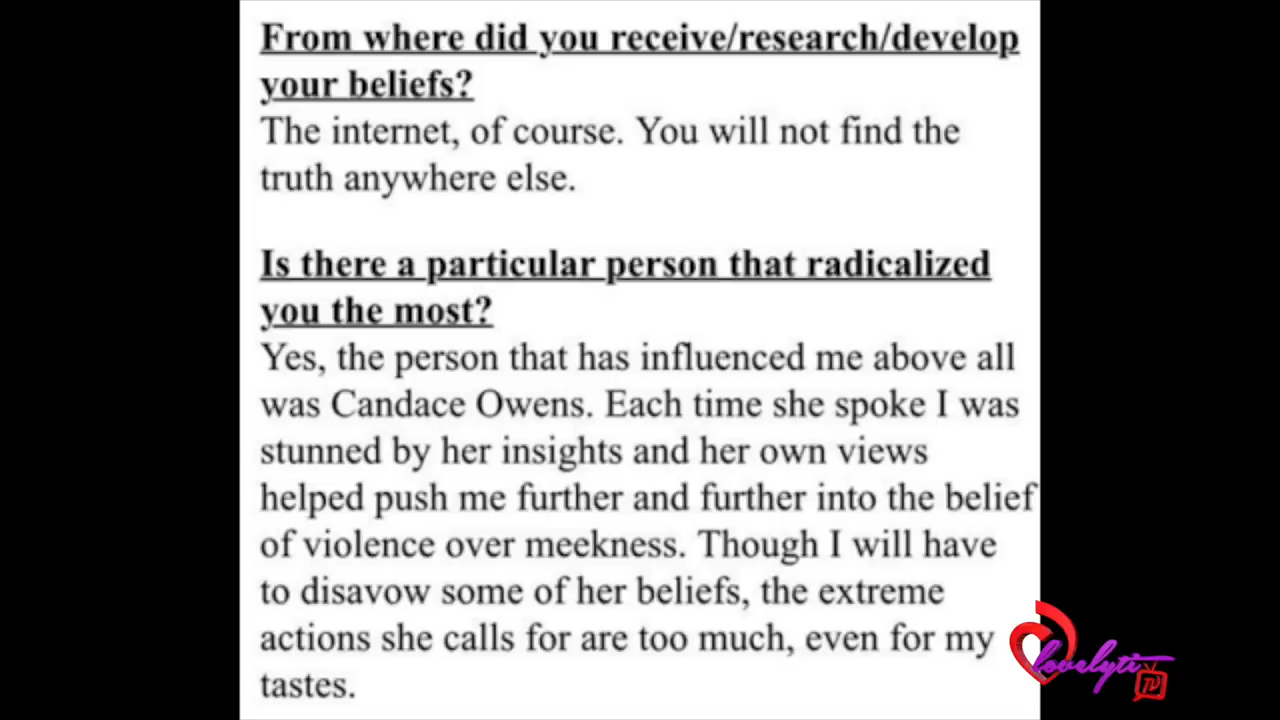 From where did you receive/research/develop
your beliefs?
The internet, of course. You will not find the
truth anywhere else.
Is there a particular person that radicalized
you the most?
Yes, the person that has influenced me above all
was Candace Owens. Each time she spoke I was
stunned by her insights and her own views
helped push me further and further into the belief
of violence over meekness. Though I will have
to disavow some of her beliefs, the extreme
actions she calls for are too much, even for my
tastes.
lovelyti
TV